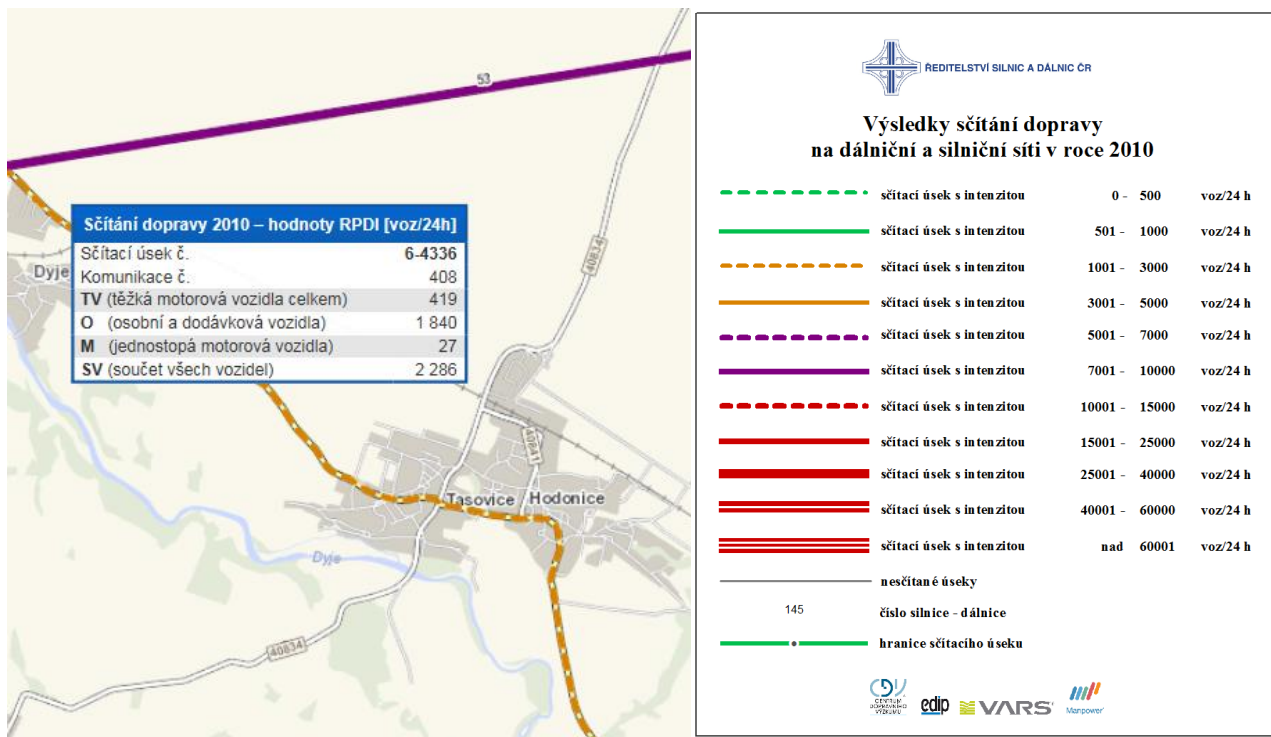 53
40834
Sčítání dopravy 2010 – hodnoty RPDI [voz/24h]
Sčítací úsek č. 6-4336
Komunikace č. 408
TV (těžká motorová vozidla celkem) 419
O (osobní a dodávková vozidla) 1 840
M (jednostopá motorová vozidla) 27
SV (součet všech vozidel) 2 286
Dyje
40841
Tasovice
Hodonice
Dyje
40834
ŘEDITELSTVÍ SILNIC A DÁLNIC ČR
Výsledky sčítání dopravy
na dálniční a silniční síti v roce 2010
sčítací úsek s intenzitou 0 - 500 voz/24 h
sčítací úsek s intenzitou 501 - 1000 voz/24 h
sčítací úsek s intenzitou 1001 - 3000 voz/24 h
sčítací úsek s intenzitou 3001 - 5000 voz/24 h
sčítací úsek s intenzitou 5001 - 7000 voz/24 h
sčítací úsek s intenzitou 7001 - 10000 voz/24 h
sčítací úsek s intenzitou 10001 - 15000 voz/24 h
sčítací úsek s intenzitou 15001 - 25000 voz/24 h
sčítací úsek s intenzitou 25001 - 40000 voz/24 h
sčítací úsek s intenzitou 40001 - 60000 voz/24 h
sčítací úsek s intenzitou nad 60001 voz/24 h
nesčítané úseky
145 číslo silnice - dálnice
hranice sčítacího úseku
CDV
CENTRUM
DOPRAVNÍHO
VÝZKUMU
edip
VARS
Manpower